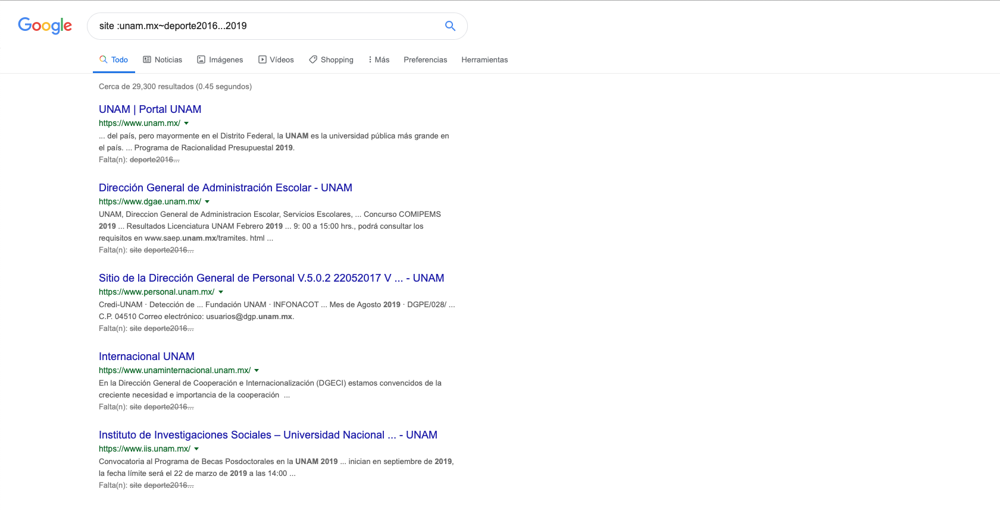 Google
site :unam.mx~deporte2016...2019
Todo Noticias Imágenes Vídeos Shopping Más Preferencias Herramientas
Cerca de 29,300 resultados (0.45 segundos)
UNAM | Portal UNAM
https://www.unam.mx/
... del país, pero mayormente en el Distrito Federal, la UNAM es la universidad pública más grande en
el país. ... Programa de Racionalidad Presupuestal 2019.
Falta(n): deporte2016...
Dirección General de Administración Escolar - UNAM
https://www.dgae.unam.mx/
UNAM, Direccion General de Administracion Escolar, Servicios Escolares, ... Concurso COMIPEMS
2019 ... Resultados Licenciatura UNAM Febrero 2019 ... 9: 00 a 15:00 hrs., podrá consultar los
requisitos en www.saep.unam.mx/tramites. html ...
Falta(n): site deporte2016...
Sitio de la Dirección General de Personal V.5.0.2 22052017 V ... - UNAM
https://www.personal.unam.mx/
Credi-UNAM · Detección de ... Fundación UNAM · INFONACOT ... Mes de Agosto 2019 · DGPE/028/ ...
C.P. 04510 Correo electrónico: usuarios@dgp.unam.mx.
Falta(n): site deporte2016...
Internacional UNAM
https://www.unaminternacional.unam.mx/
En la Dirección General de Cooperación e Internacionalización (DGECI) estamos convencidos de la
creciente necesidad e importancia de la cooperación ...
Falta(n): site deporte2016...
Instituto de Investigaciones Sociales – Universidad Nacional ... - UNAM
https://www.iis.unam.mx/
Convocatoria al Programa de Becas Posdoctorales en la UNAM 2019 ... inician en septiembre de 2019,
la fecha límite será el 22 de marzo de 2019 a las 14:00 ...
Falta(n): site deporte2016...